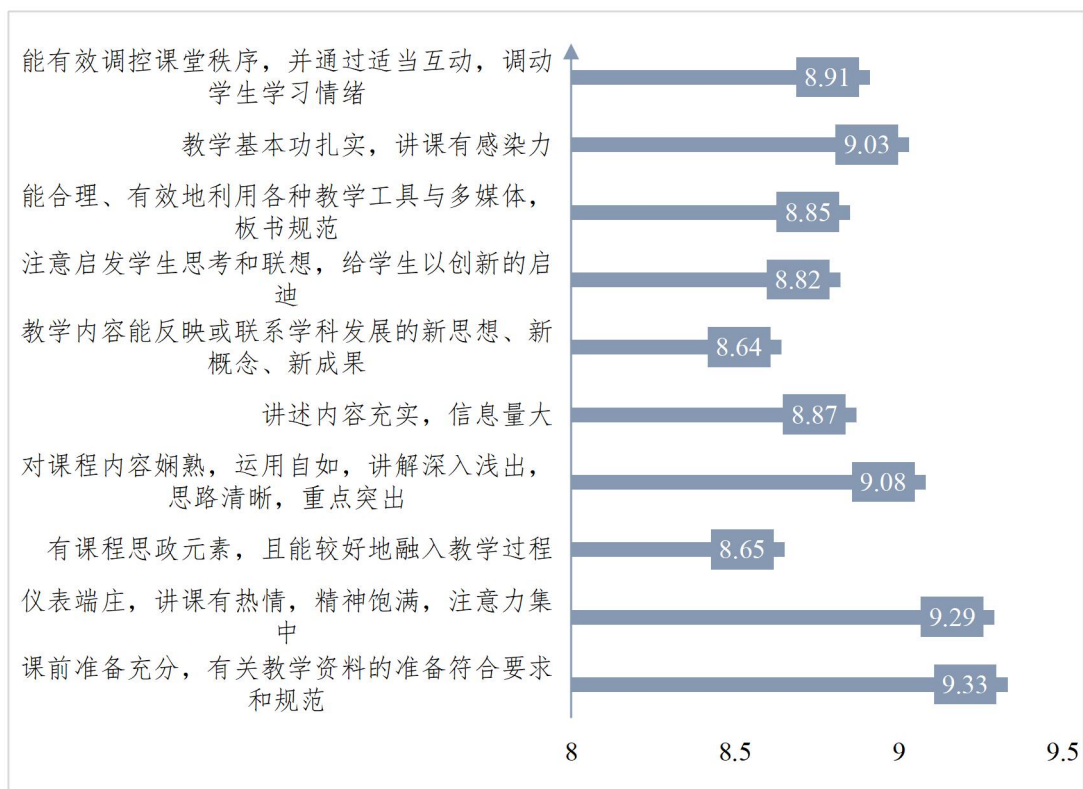 能有效调控课堂秩序，并通过适当互动，调动
学生学习情绪
8.91
教学基本功扎实，讲课有感染力
9.03
能合理、有效地利用各种教学工具与多媒体，
板书规范
8.85
注意启发学生思考和联想，给学生以创新的启
迪
8.82
教学内容能反映或联系学科发展的新思想、新
概念、新成果
8.64
讲述内容充实，信息量大
8.87
对课程内容娴熟，运用自如，讲解深入浅出，
思路清晰，重点突出
9.08
有课程思政元素，且能较好地融入教学过程
8.65
仪表端庄，讲课有热情，精神饱满，注意力集
中
9.29
课前准备充分，有关教学资料的准备符合要求
和规范
9.33
8 8.5 9 9.5